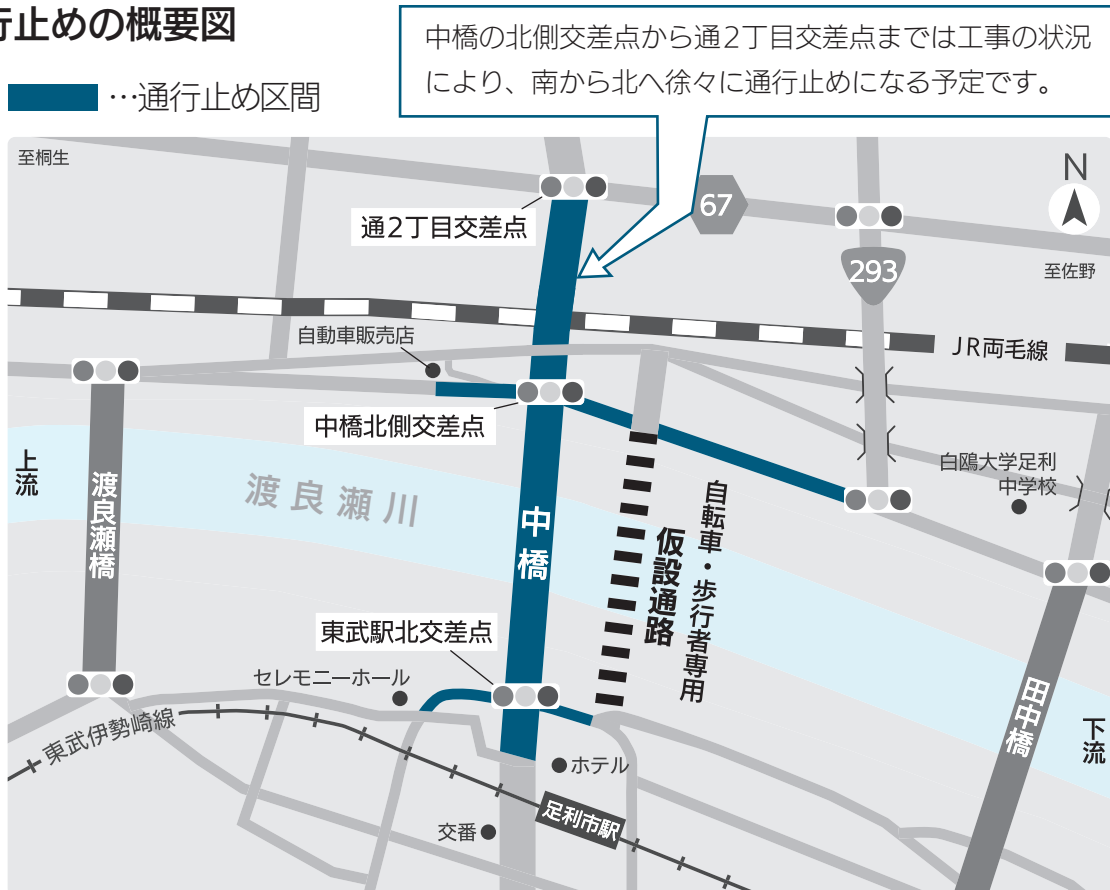 行止めの概要図
…通行止め区間
中橋の北側交差点から通2丁目交差点までは工事の状況
により、南から北へ徐々に通行止めになる予定です。
至桐生
N
67
通2丁目交差点
293
至佐野
自動車販売店
JR両毛線
中橋北側交差点
上流
渡良瀬橋
渡良瀬川
中橋
自転車・歩行者専用
仮設通路
白鴎大学足利
中学校
東武駅北交差点
セレモニーホール
東武伊勢崎線
田中橋
下流
ホテル
足利市駅
交番